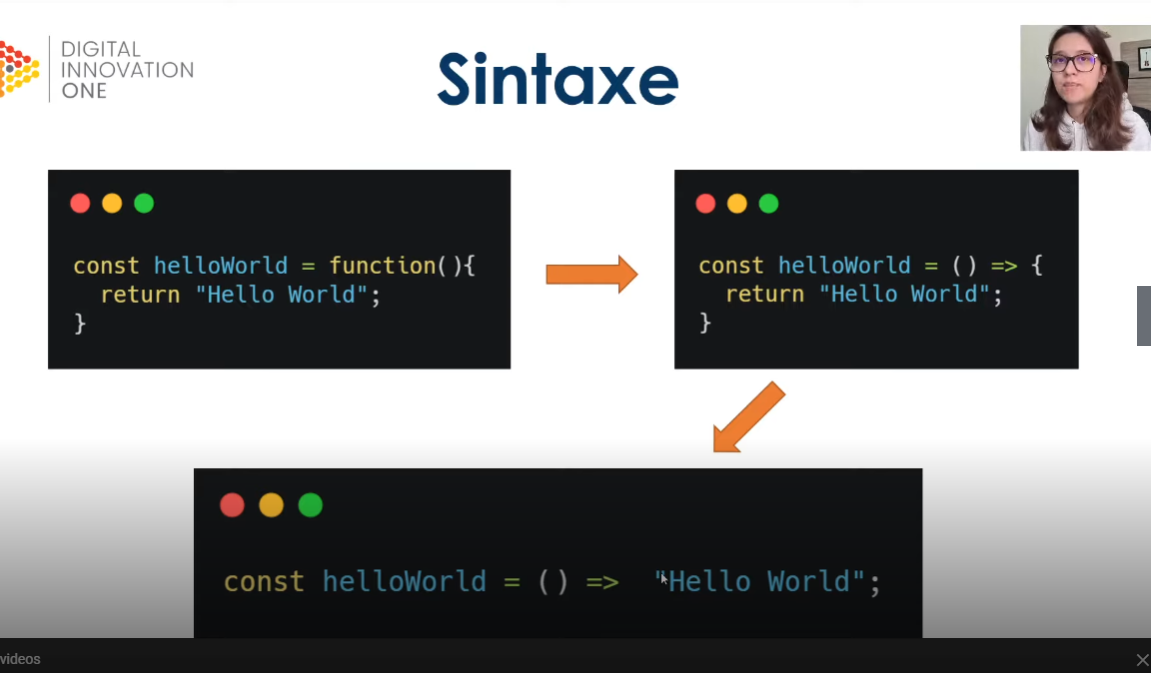 DIGITAL
INNOVATION
ONE
Sintaxe
const helloWorld = function(){
  return "Hello World";
}
const helloWorld = () => {
  return "Hello World";
}
const helloWorld = () =>  "Hello World";
videos